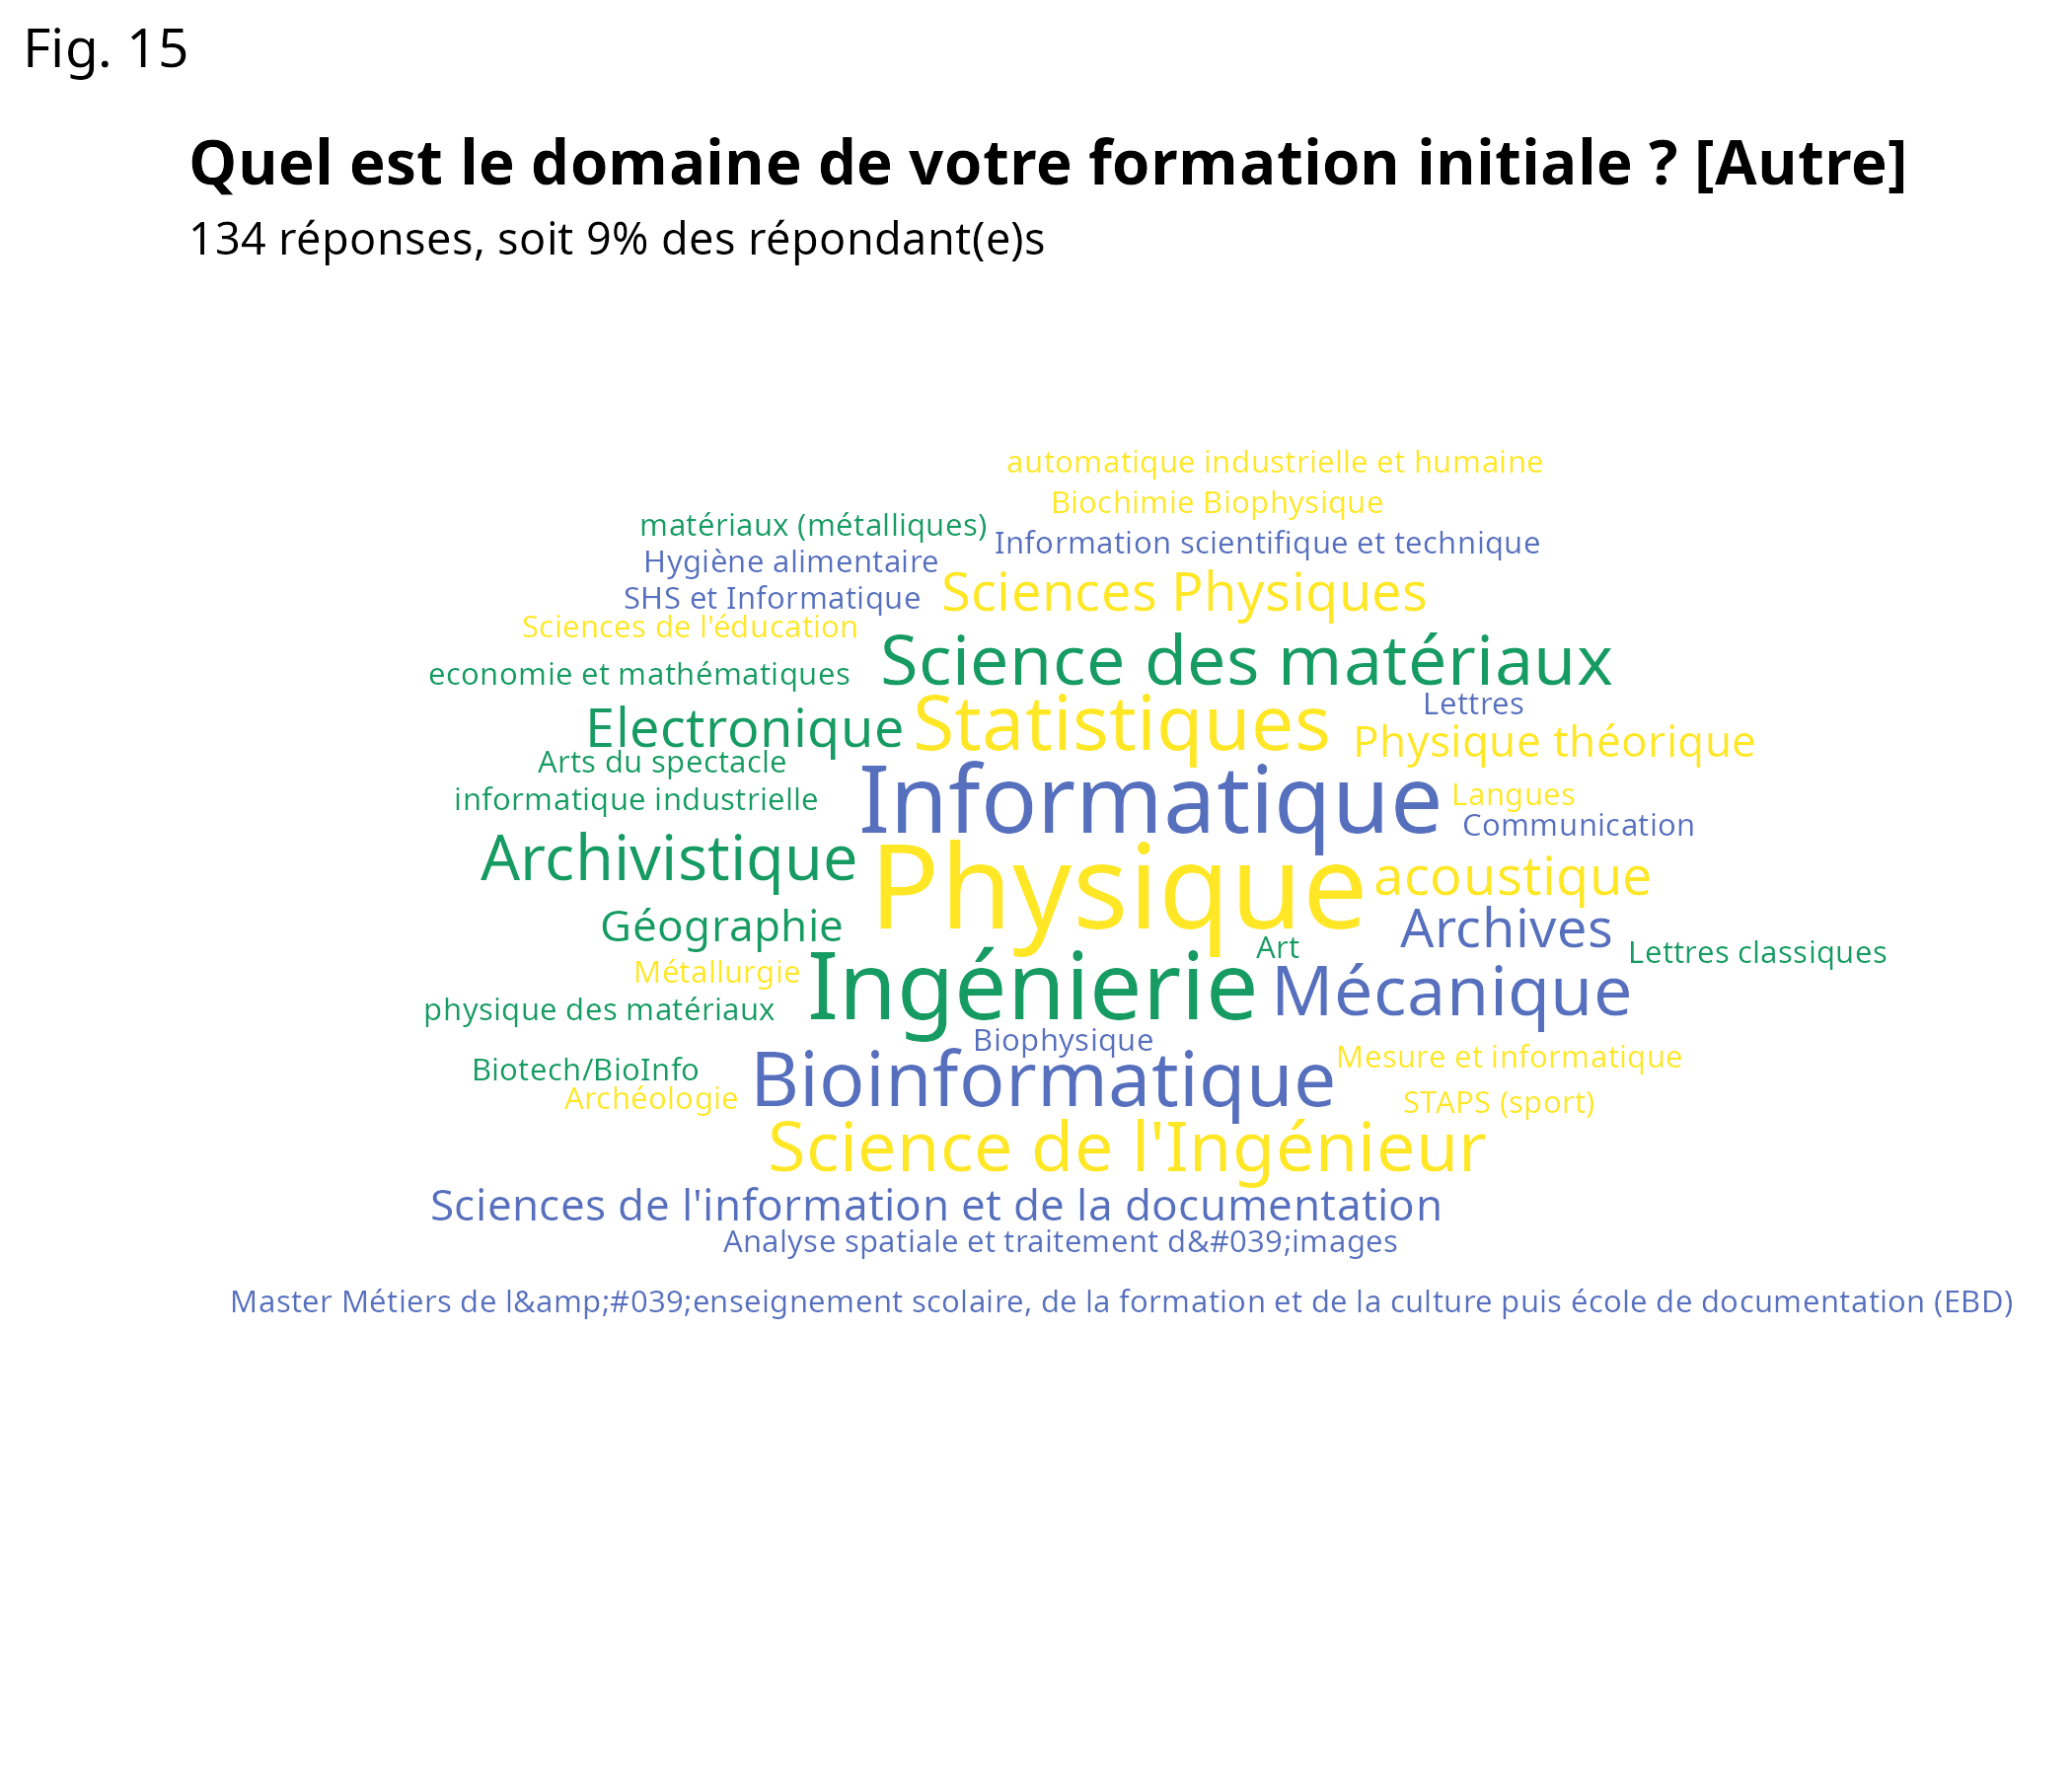 Fig. 15
Quel est le domaine de votre formation initiale ? [Autre]
134 réponses, soit 9% des répondant(e)s
automatique industrielle et humaine
Biochimie Biophysique
matériaux (métalliques)
Information scientifique et technique
Hygiène alimentaire
Sciences Physiques
SHS et Informatique
Sciences de l'éducation
Science des matériaux
economie et mathématiques
Lettres
Electronique
Statistiques
Physique théorique
Arts du spectacle
Informatique
Langues
informatique industrielle
Communication
Archivistique
Physique
acoustique
Géographie
Archives
Art
Lettres classiques
Métallurgie
Ingénierie
Mécanique
physique des matériaux
Biophysique
Mesure et informatique
Biotech/BioInfo
Bioinformatique
Archéologie
STAPS (sport)
Science de l'Ingénieur
Sciences de l'information et de la documentation
Analyse spatiale et traitement d&#039;images
Master Métiers de l&amp;#039;enseignement scolaire, de la formation et de la culture puis école de documentation (EBD)